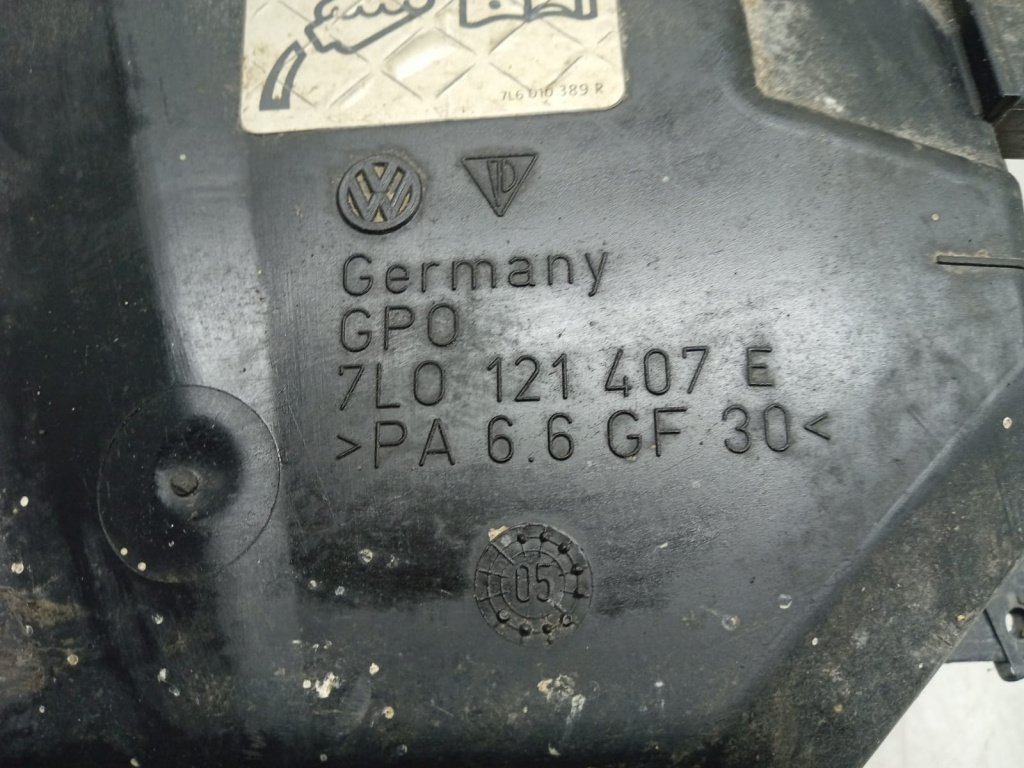 7L6 010 389 R
Germany
GPO
7L0 121 407 E
>PA 6.6 GF 30<
05